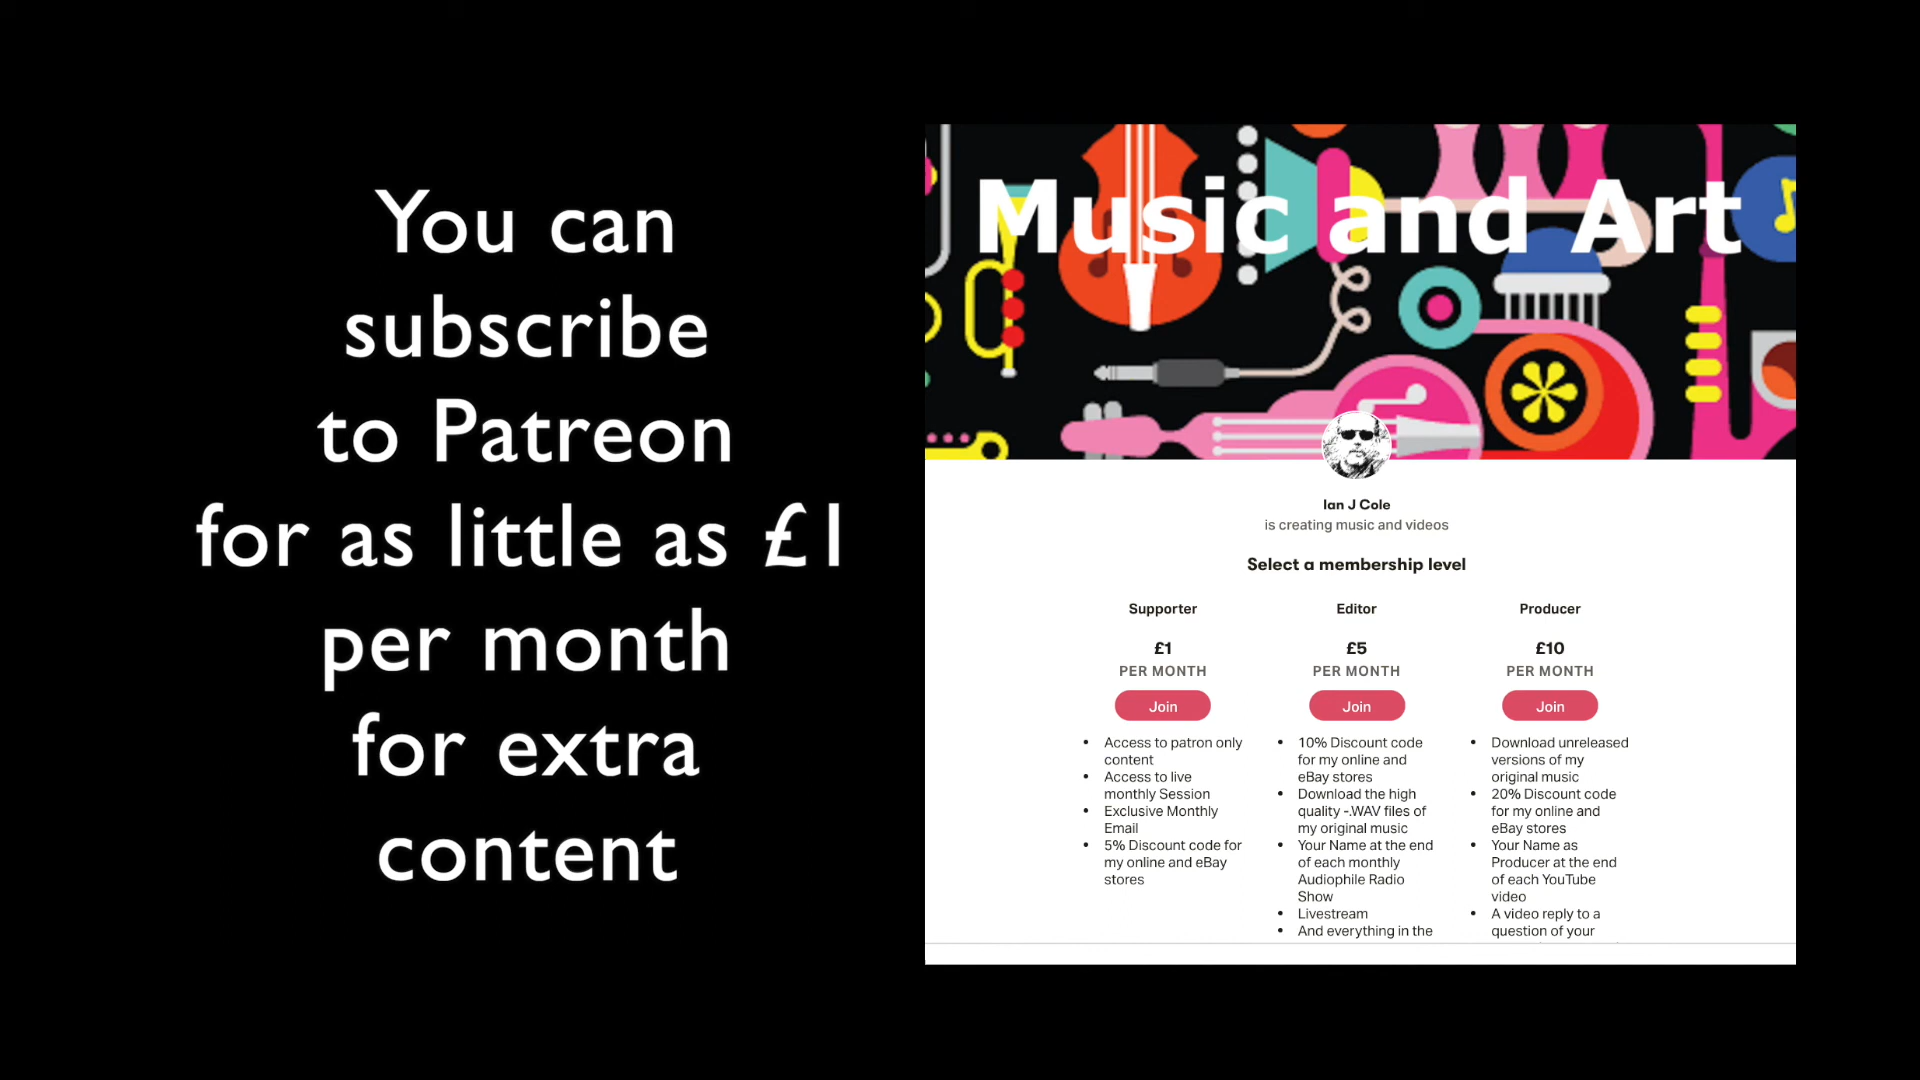 You can
subscribe
to Patreon
for as little as £1
per month
for extra
content
Music and Art
Ian J Cole
is creating music and videos
Select a membership level
Supporter
£1
PER MONTH
Join
• Access to patron only
content
• Access to live
monthly Session
• Exclusive Monthly
Email
• 5% Discount code for
my online and eBay
stores
Editor
£5
PER MONTH
Join
• 10% Discount code
for my online and
eBay stores
• Download the high
quality -.WAV files of
my original music
• Your Name at the end
of each monthly
Audiophile Radio
Show
• Livestream
• And everything in the
Producer
£10
PER MONTH
Join
• Download unreleased
versions of my
original music
• 20% Discount code
for my online and
eBay stores
• Your Name as
Producer at the end
of each YouTube
video
• A video reply to a
question of your